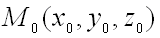 M₀(x₀, y₀, z₀)